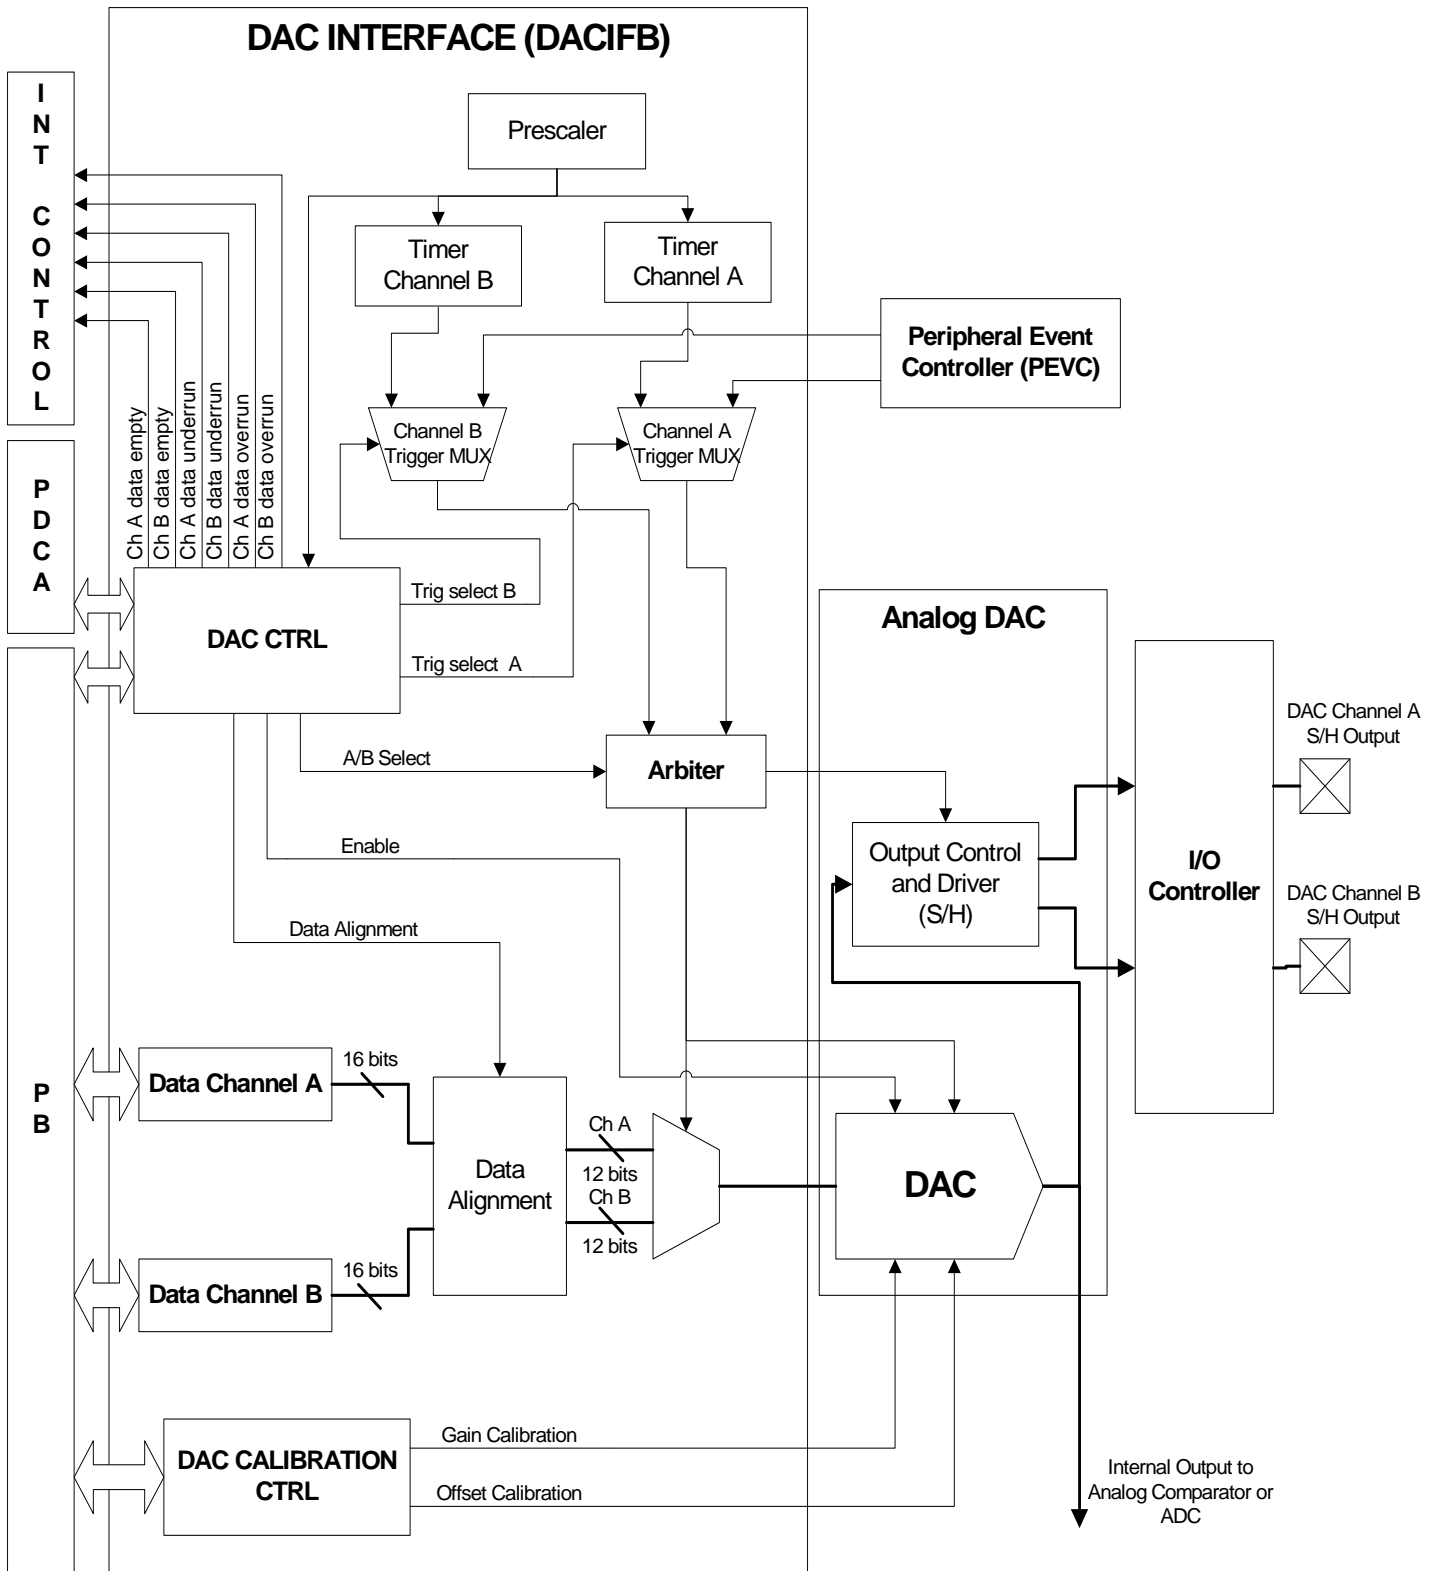 DAC INTERFACE (DACIFB)
INT CONTROL
Prescaler
Timer
Channel B
Timer
Channel A
Peripheral Event
Controller (PEVC)
Channel B
Trigger MUX
Channel A
Trigger MUX
Ch A data empty
Ch B data empty
Ch A data underrun
Ch B data underrun
Ch A data overrun
Ch B data overrun
PDCA
Trig select B
DAC CTRL
Trig select A
Analog DAC
DAC Channel A
S/H Output
A/B Select
Arbiter
Enable
Output Control
and Driver
(S/H)
I/O
Controller
DAC Channel B
S/H Output
Data Alignment
PB
Data Channel A
16 bits
Data
Alignment
Ch A
12 bits
Ch B
12 bits
DAC
Data Channel B
16 bits
DAC CALIBRATION
CTRL
Gain Calibration
Offset Calibration
Internal Output to
Analog Comparator or
ADC